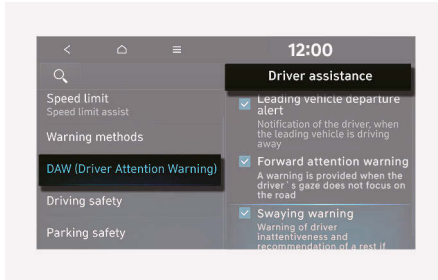 12:00
Driver assistance
Speed limit
Speed limit assist
Warning methods
DAW (Driver Attention Warning)
Driving safety
Parking safety
Leading vehicle departure
alert
Notification of the driver, when
the leading vehicle is driving
away
Forward attention warning
A warning is provided when the
driver`s gaze does not focus on
the road
Swaying warning
Warning of driver
inattentiveness and
recommendation of a rest if